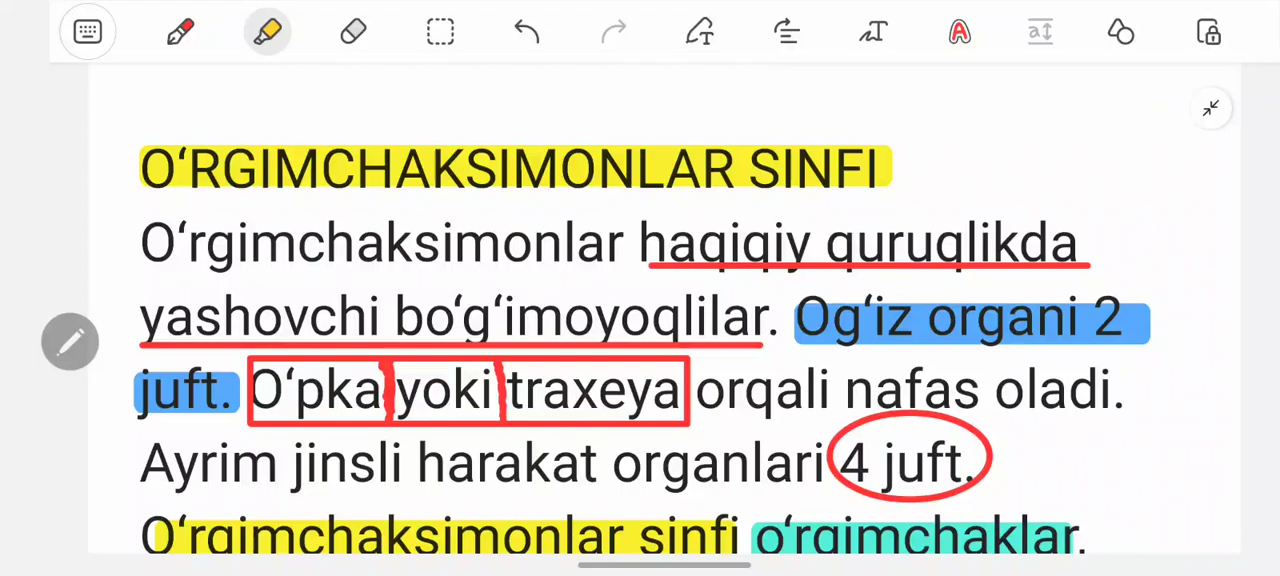 O‘RGIMCHAKSIMONLAR SINFI
O‘rgimchaksimonlar haqiqiy quruqlikda
yashovchi bo‘g‘imoyoqlilar. Og‘iz organi 2
juft. O‘pka yoki traxeya orqali nafas oladi.
Ayrim jinsli harakat organlari 4 juft.
O‘rgimchaksimonlar sinfi o‘rgimchaklar,